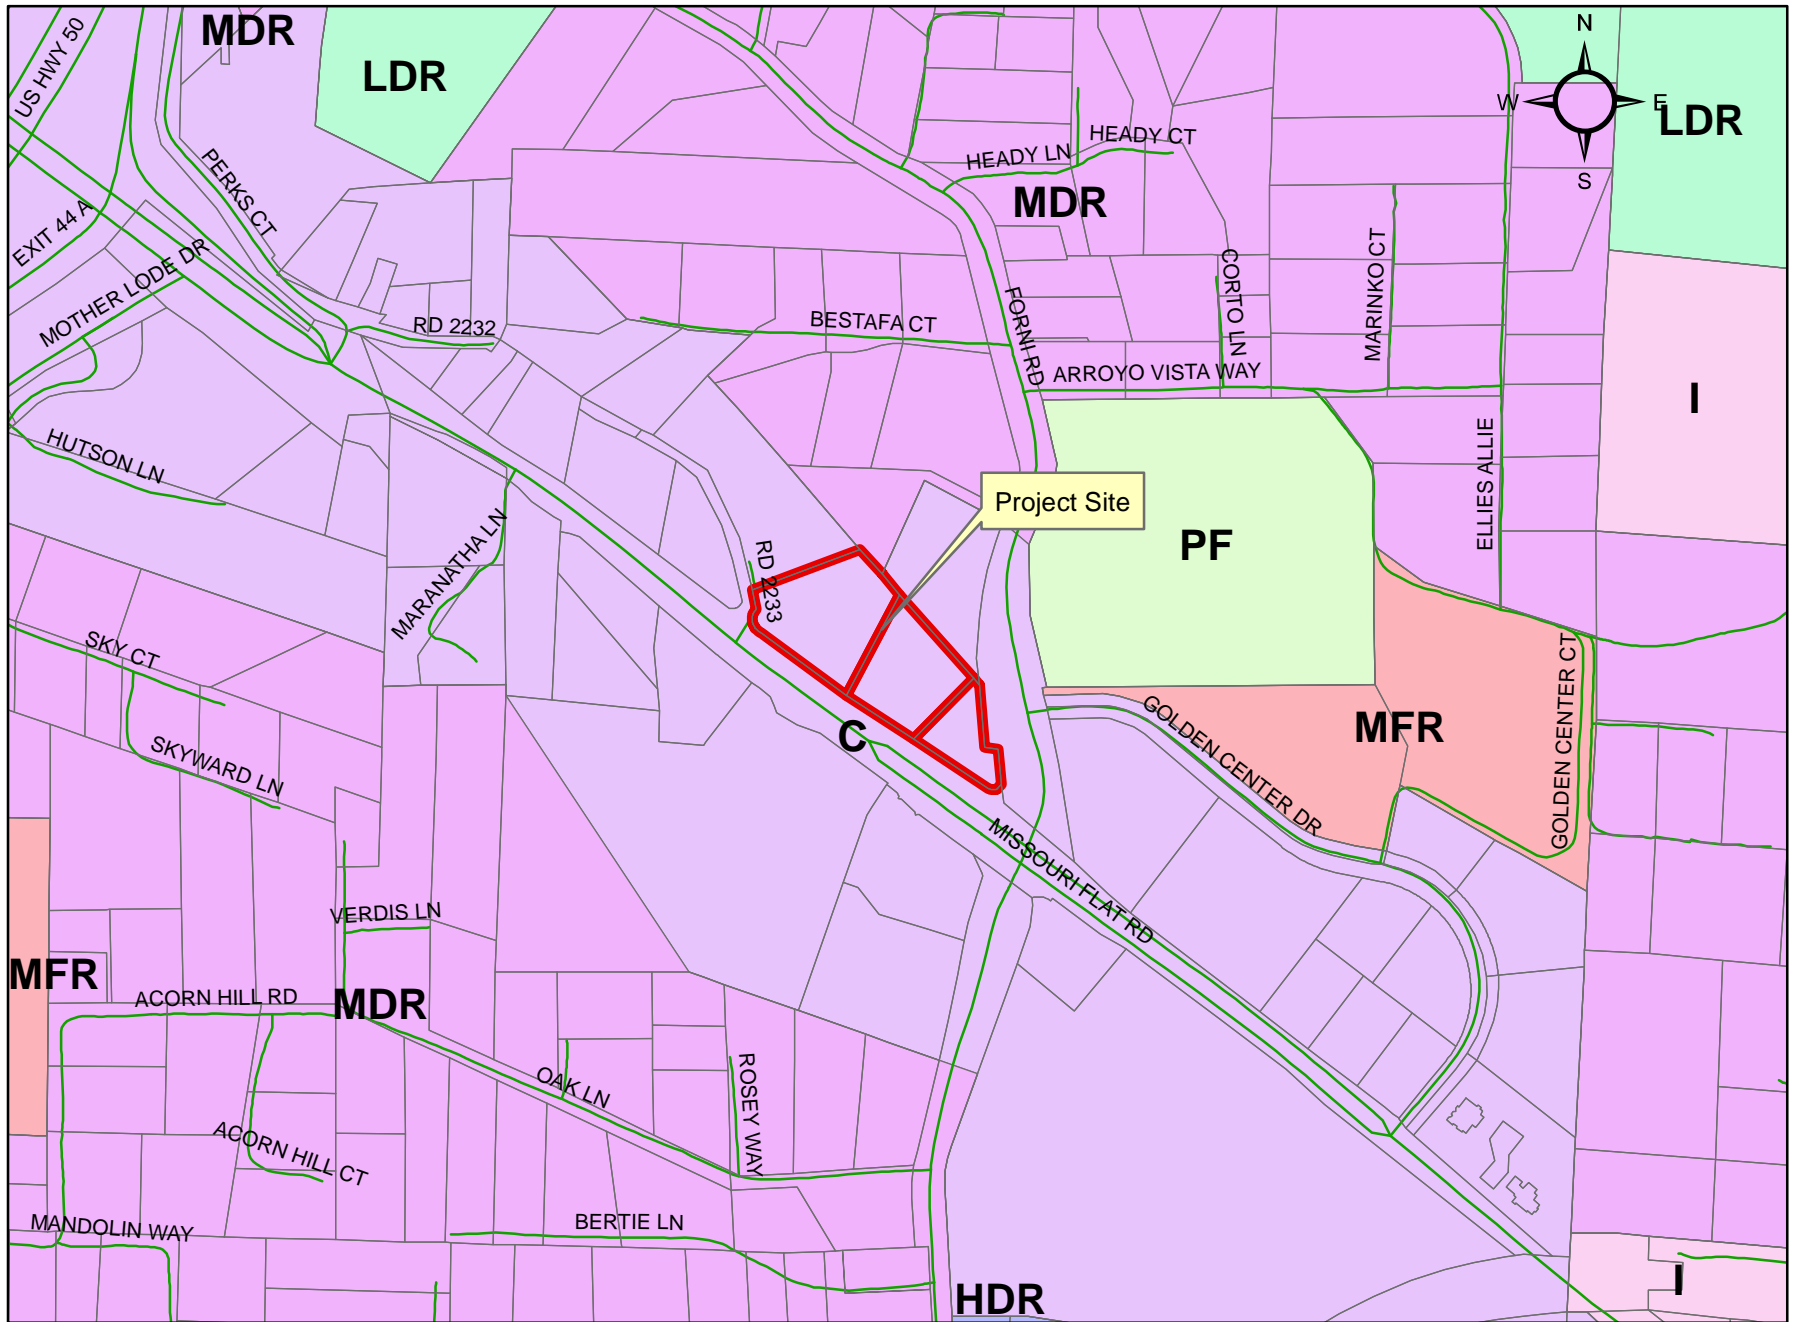 MDR
US HWY 50
LDR
N
W
E
S
LDR
HEADY CT
HEADY LN
PERKS CT
MDR
EXIT 44 A
MOTHER LODE DR
RD 2232
BESTAFA CT
FORNI RD
CORTO LN
MARINKO CT
ARROYO VISTA WAY
I
HUTSON LN
ELLIES ALLIE
Project Site
PF
MARANATHA LN
RD 2233
SKY CT
GOLDEN CENTER CT
C
GOLDEN CENTER DR
MFR
SKYWARD LN
MISSOURI FLAT RD
VERDIS LN
MFR
ACORN HILL RD
MDR
OAK LN
ROSEY WAY
ACORN HILL CT
MANDOLIN WAY
BERTIE LN
HDR
I